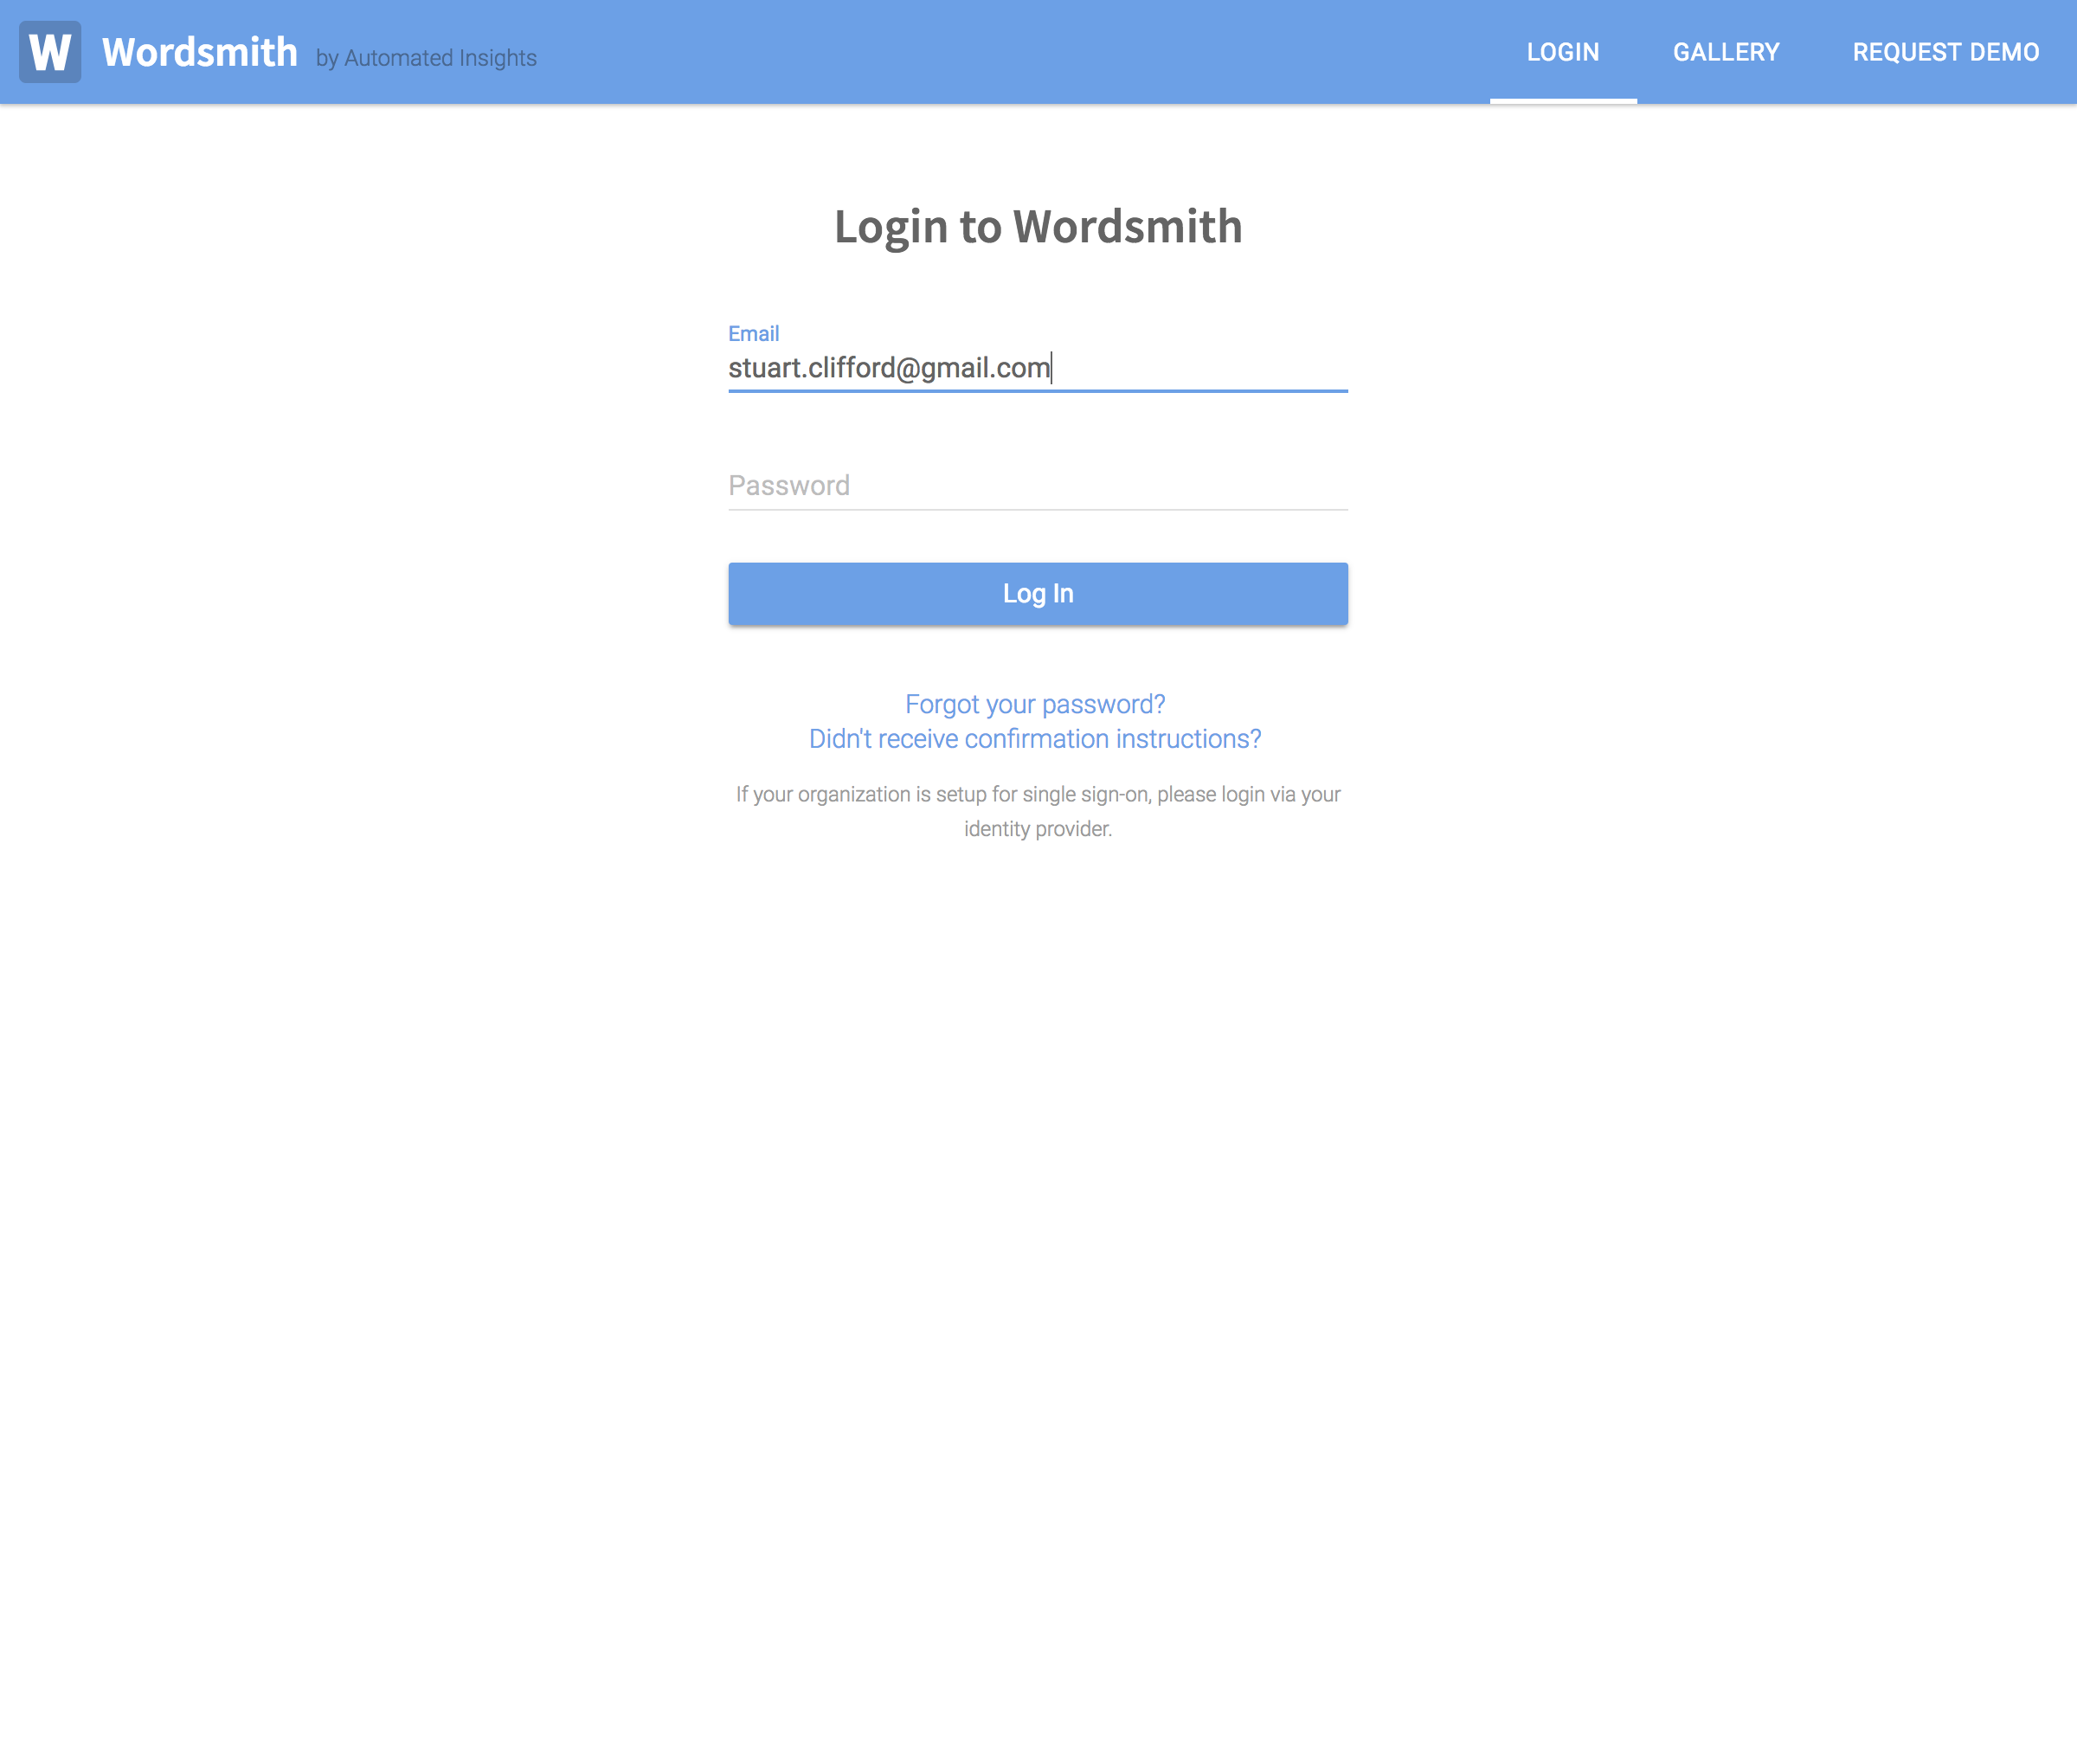 W Wordsmith by Automated Insights LOGIN GALLERY REQUEST DEMO
Login to Wordsmith
Email
stuart.clifford@gmail.com
Password
Log In
Forgot your password?
Didn't receive confirmation instructions?
If your organization is setup for single sign-on, please login via your
identity provider.